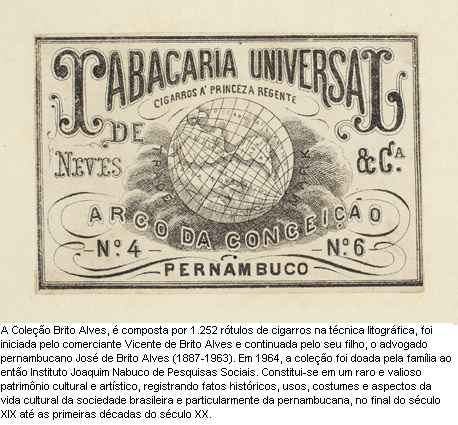 TABACARIA UNIVERSAL
CIGARROS A' PRINCEZA REGENTE
DE
NEVES & Cᴬ.
TRADE MARK
ARCO DA CONCEIÇÃO
Nº. 4 Nº. 6
PERNAMBUCO
A Coleção Brito Alves, é composta por 1.252 rótulos de cigarros na técnica litográfica, foi
iniciada pelo comerciante Vicente de Brito Alves e continuada pelo seu filho, o advogado
pernambucano José de Brito Alves (1887-1963). Em 1964, a coleção foi doada pela família ao
então Instituto Joaquim Nabuco de Pesquisas Sociais. Constitui-se em um raro e valioso
patrimônio cultural e artístico, registrando fatos históricos, usos, costumes e aspectos da
vida cultural da sociedade brasileira e particularmente da pernambucana, no final do século
XIX até as primeiras décadas do século XX.